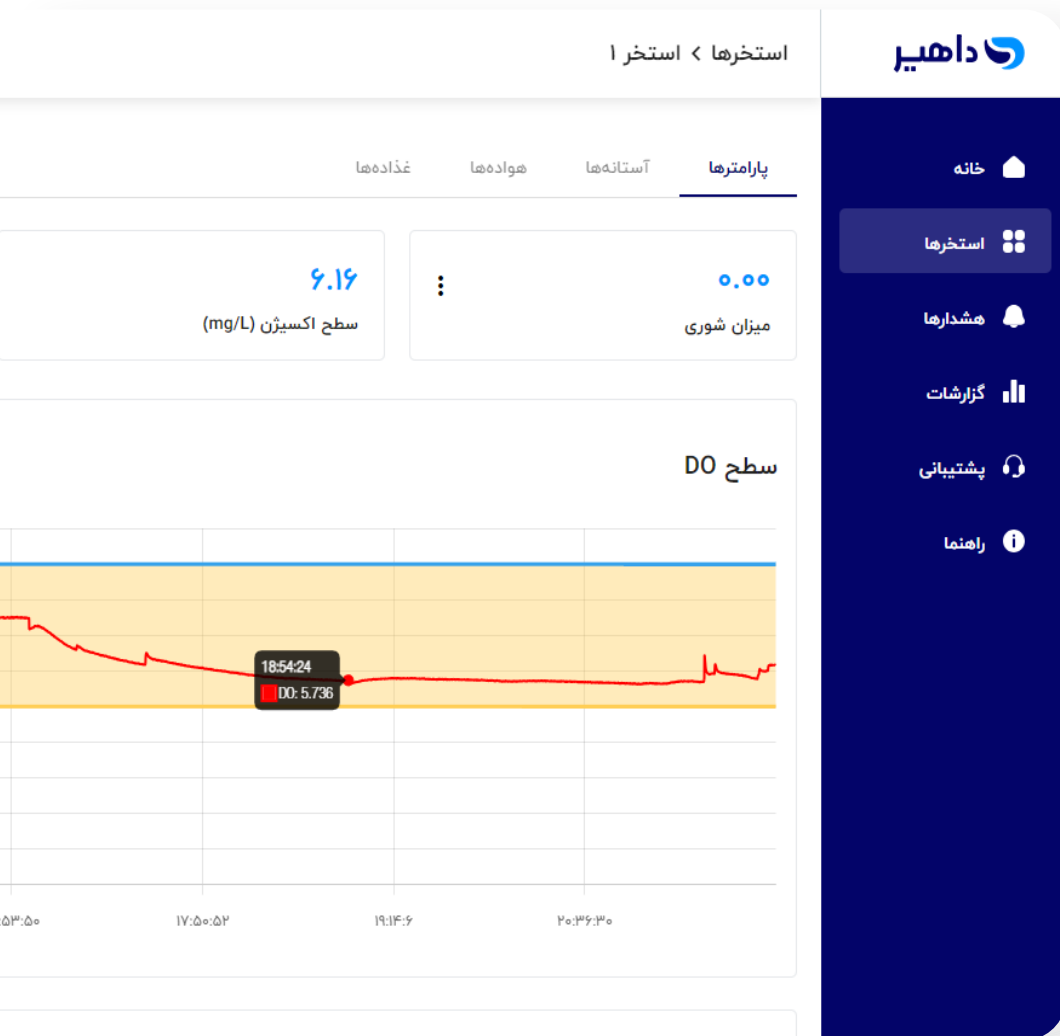 داهیر
استخرها > استخر ۱
خانه
استخرها
هشدارها
گزارشات
پشتیبانی
راهنما
پارامترها
آستانه‌ها
هواده‌ها
غذاده‌ها
۰.۰۰
میزان شوری
۶.۱۶
سطح اکسیژن (mg/L)
سطح DO
18:54:24
DO: 5.736
:۵۳:۵۰
۱۷:۵۰:۵۲
۱۹:۱۴:۶
۲۰:۳۶:۳۰